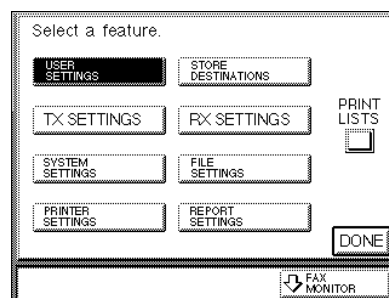 Select a feature.
USER
SETTINGS
STORE
DESTINATIONS
TX SETTINGS
RX SETTINGS
PRINT
LISTS
SYSTEM
SETTINGS
FILE
SETTINGS
PRINTER
SETTINGS
REPORT
SETTINGS
DONE
FAX
MONITOR